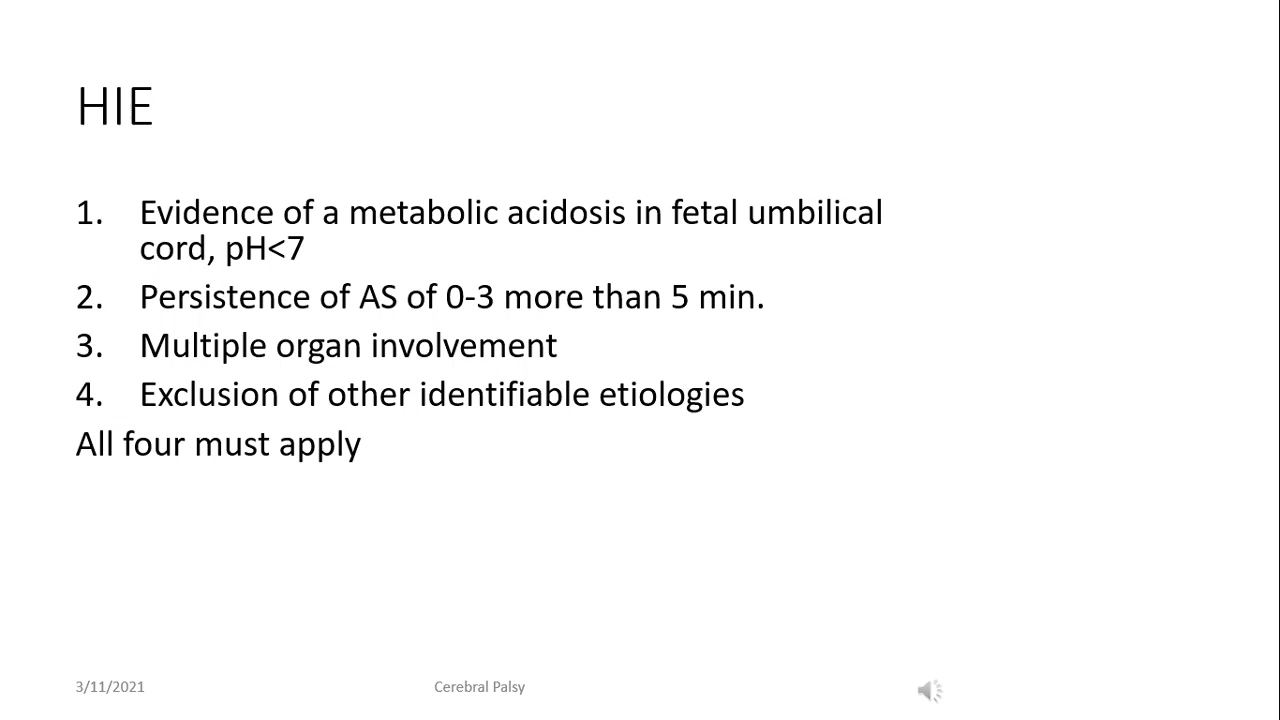 HIE
1. Evidence of a metabolic acidosis in fetal umbilical
cord, pH<7
2. Persistence of AS of 0-3 more than 5 min.
3. Multiple organ involvement
4. Exclusion of other identifiable etiologies
All four must apply
3/11/2021
Cerebral Palsy